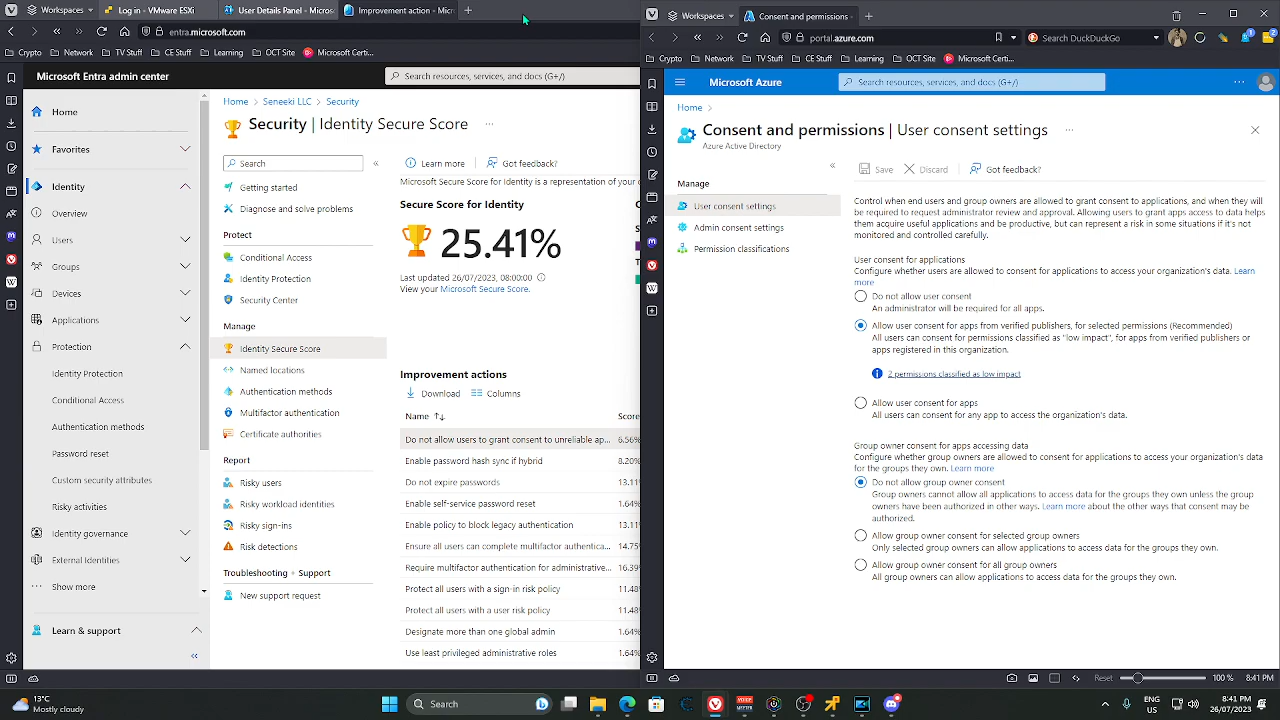 Workspaces
Log in - VMware ESXi
User Details Panel - Micros
Improvement action - Mic
entra.microsoft.com
Crypto
Network
TV Stuff
CE Stuff
Learning
OCT Site
Microsoft Certi...
Microsoft Entra admin center
Search resources, services, and docs (G+/)
Home
Favorites
Identity
Overview
Users
Groups
Devices
Applications
Protection
Identity Protection
Conditional Access
Authentication methods
Password reset
Custom security attributes
Risky activities
Identity governance
External Identities
Show more
Learn & support
Home > Seneeki LLC > Security
Security | Identity Secure Score
Search
Getting started
Diagnose and solve problems
Protect
Conditional Access
Identity Protection
Security Center
Manage
Identity Secure Score
Named locations
Authentication methods
Multifactor authentication
Certificate authorities
Report
Risky users
Risky workload identities
Risky sign-ins
Risk detections
Troubleshooting + Support
New support request
Learn more
Got feedback?
Microsoft Secure Score for Identity is a representation of your
Secure Score for Identity
25.41%
Last updated 26/07/2023, 08:00:00
View your Microsoft Secure Score.
Improvement actions
Download
Columns
Name
Score
Do not allow users to grant consent to unreliable ap... 6.56%
Enable password hash sync if hybrid 8.20%
Do not expire passwords 13.11
Enable self-service password reset 1.64%
Enable policy to block legacy authentication 13.11
Ensure all users can complete multifactor authentica... 14.75
Require multifactor authentication for administrative... 16.39
Protect all users with a sign-in risk policy 11.48
Protect all users with a user risk policy 11.48
Designate more than one global admin 1.64%
Use least privileged administrative roles 1.64%
Workspaces
Consent and permissions
portal.azure.com
Search DuckDuckGo
1
2
Crypto
Network
TV Stuff
CE Stuff
Learning
OCT Site
Microsoft Certi...
Microsoft Azure
Search resources, services, and docs (G+/)
Home >
Consent and permissions | User consent settings
Azure Active Directory
Manage
User consent settings
Admin consent settings
Permission classifications
Save
Discard
Got feedback?
Control when end users and group owners are allowed to grant consent to applications, and when they will
be required to request administrator review and approval. Allowing users to grant apps access to data helps
them acquire useful applications and be productive, but can represent a risk in some situations if it's not
monitored and controlled carefully.
User consent for applications
Configure whether users are allowed to consent for applications to access your organization's data. Learn
more
Do not allow user consent
An administrator will be required for all apps.
Allow user consent for apps from verified publishers, for selected permissions (Recommended)
All users can consent for permissions classified as "low impact", for apps from verified publishers or
apps registered in this organization.
2 permissions classified as low impact
Allow user consent for apps
All users can consent for any app to access the organization's data.
Group owner consent for apps accessing data
Configure whether group owners are allowed to consent for applications to access your organization's data
for the groups they own. Learn more
Do not allow group owner consent
Group owners cannot allow all applications to access data for the groups they own unless the group
owners have been authorized in other ways. Learn more about the other ways that consent may be
authorized.
Allow group owner consent for selected group owners
Only selected group owners can allow applications to access data for the groups they own.
Allow group owner consent for all group owners
All group owners can allow applications to access data for the groups they own.
Reset
100 %
8:41 PM
13°C
Mostly cloudy
Search
ENG
US
8:41 PM
26/07/2023